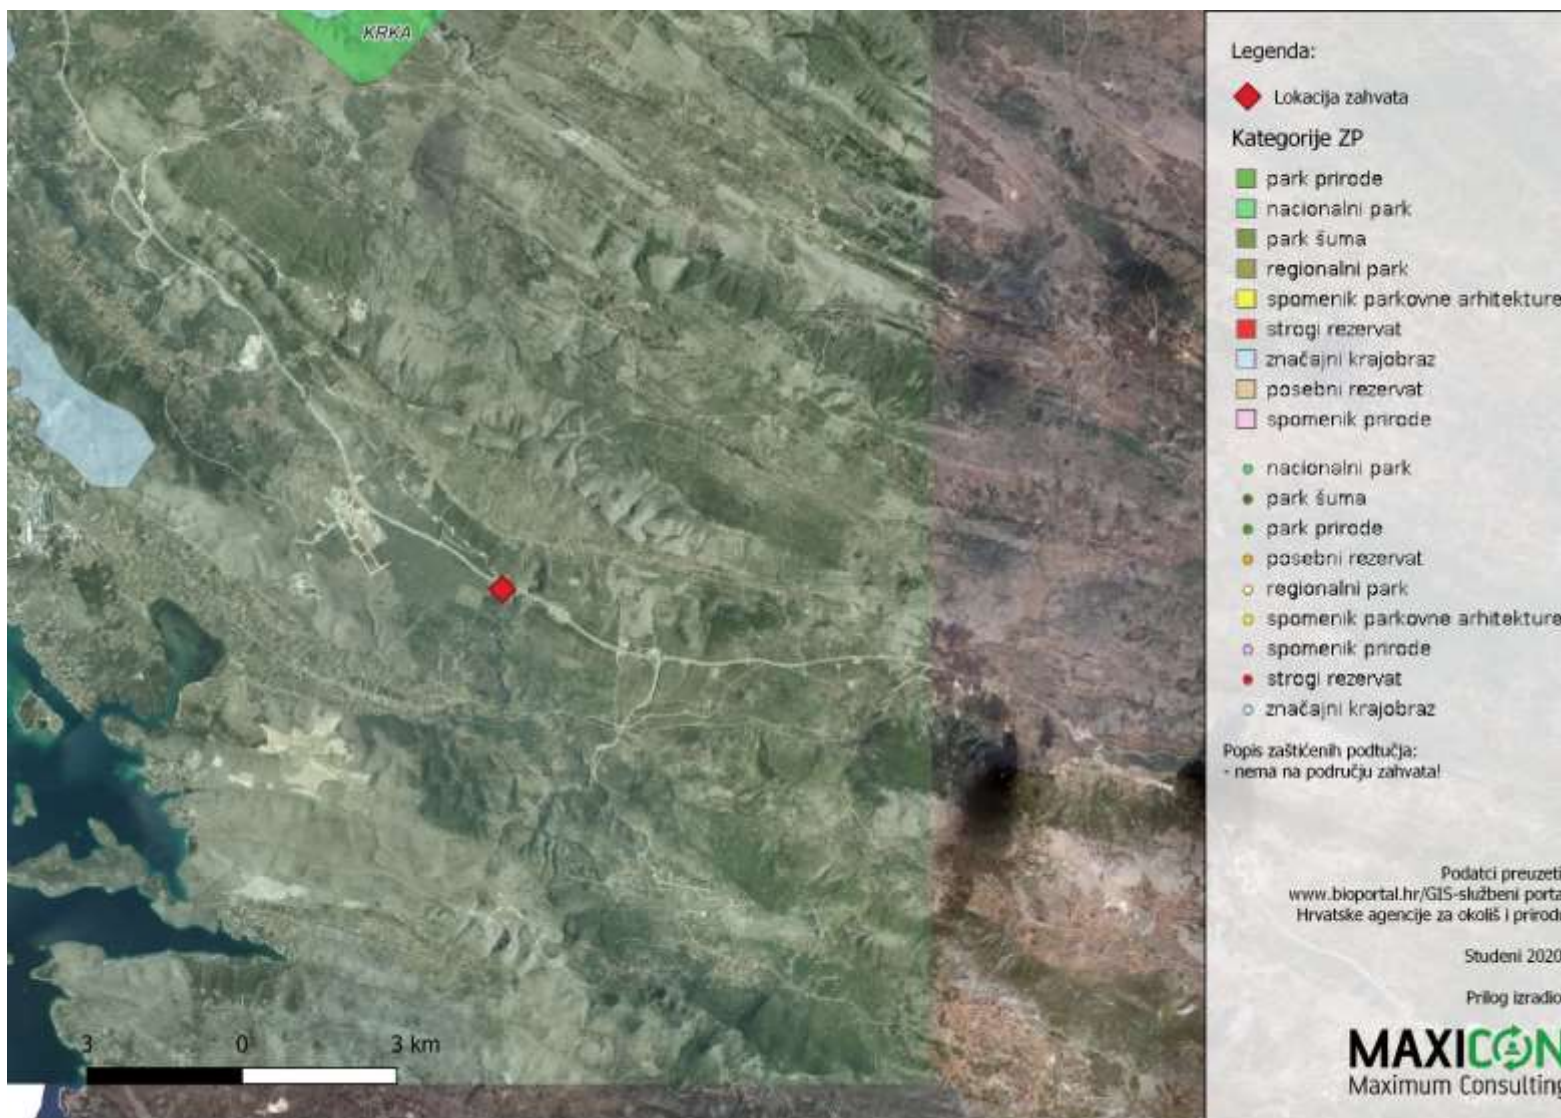 KRKA
3 0 3 km
Legenda:
Lokacija zahvata
Kategorije ZP
park prirode
nacionalni park
park šuma
regionalni park
spomenik parkovne arhitekture
strogi rezervat
značajni krajobraz
posebni rezervat
spomenik prirode
nacionalni park
park šuma
park prirode
posebni rezervat
regionalni park
spomenik parkovne arhitekture
spomenik prirode
strogi rezervat
značajni krajobraz
Popis zaštićenih podtučja:
- nema na području zahvata!
Podatci preuzeti
www.bioportal.hr/GIS-službeni porta
Hrvatske agencije za okoliš i prirodu
Studeni 2020
Prilog izradio
MAXICON
Maximum Consulting